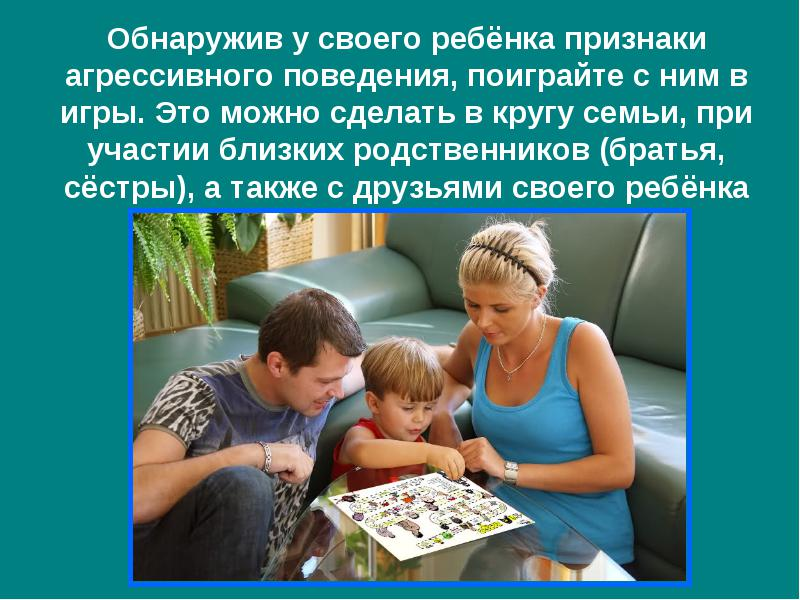 Обнаружив у своего ребёнка признаки
агрессивного поведения, поиграйте с ним в
игры. Это можно сделать в кругу семьи, при
участии близких родственников (братья,
сёстры), а также с друзьями своего ребёнка